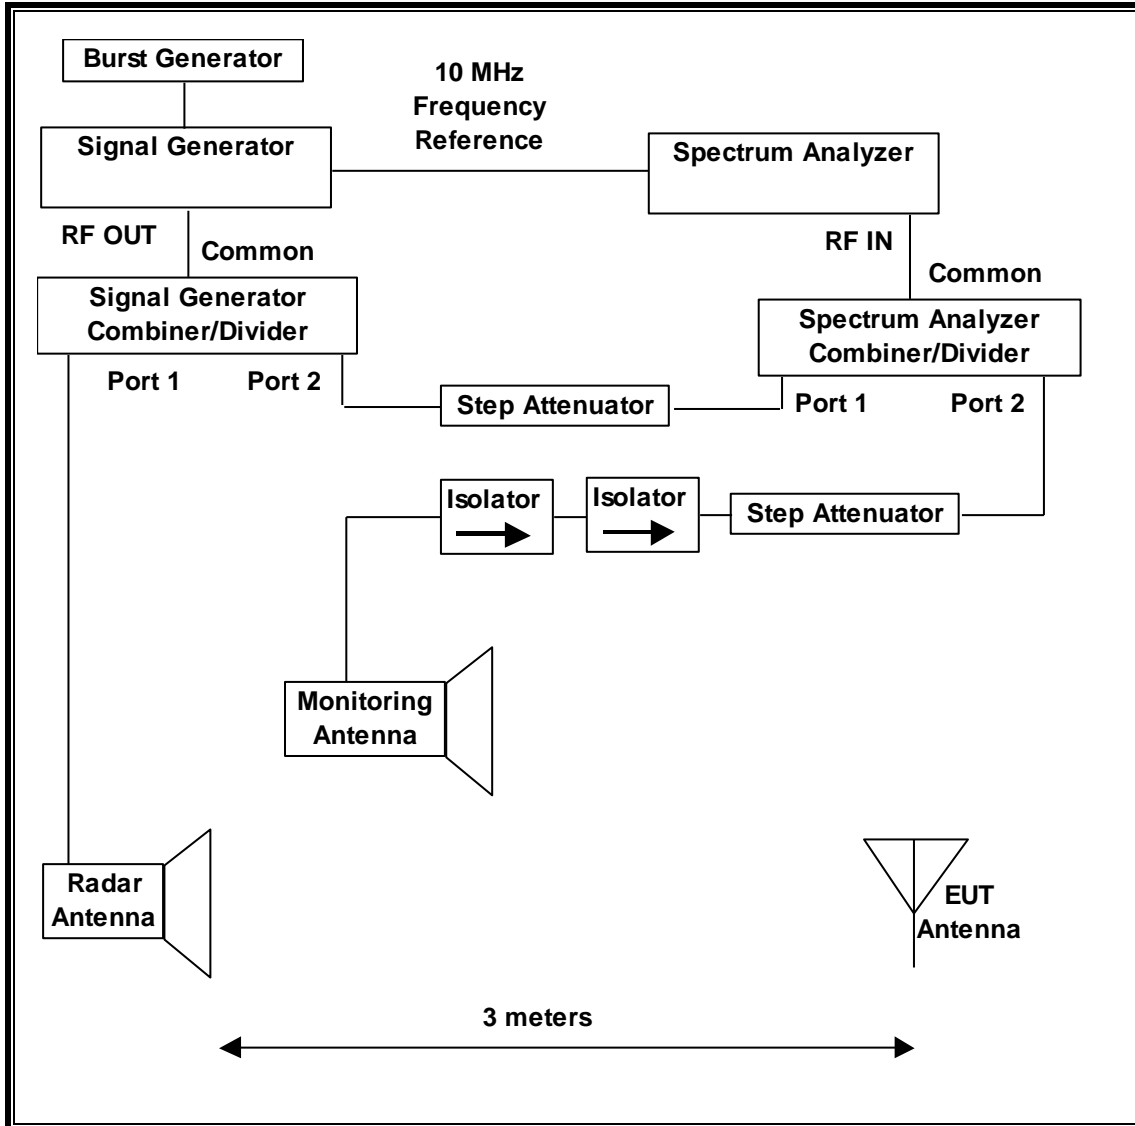 Burst Generator
10 MHz
Frequency
Reference
Signal Generator
Spectrum Analyzer
RF OUT
Common
RF IN
Common
Signal Generator
Combiner/Divider
Spectrum Analyzer
Combiner/Divider
Port 1
Port 2
Step Attenuator
Port 1
Port 2
Isolator
Isolator
Step Attenuator
Monitoring
Antenna
Radar
Antenna
EUT
Antenna
3 meters